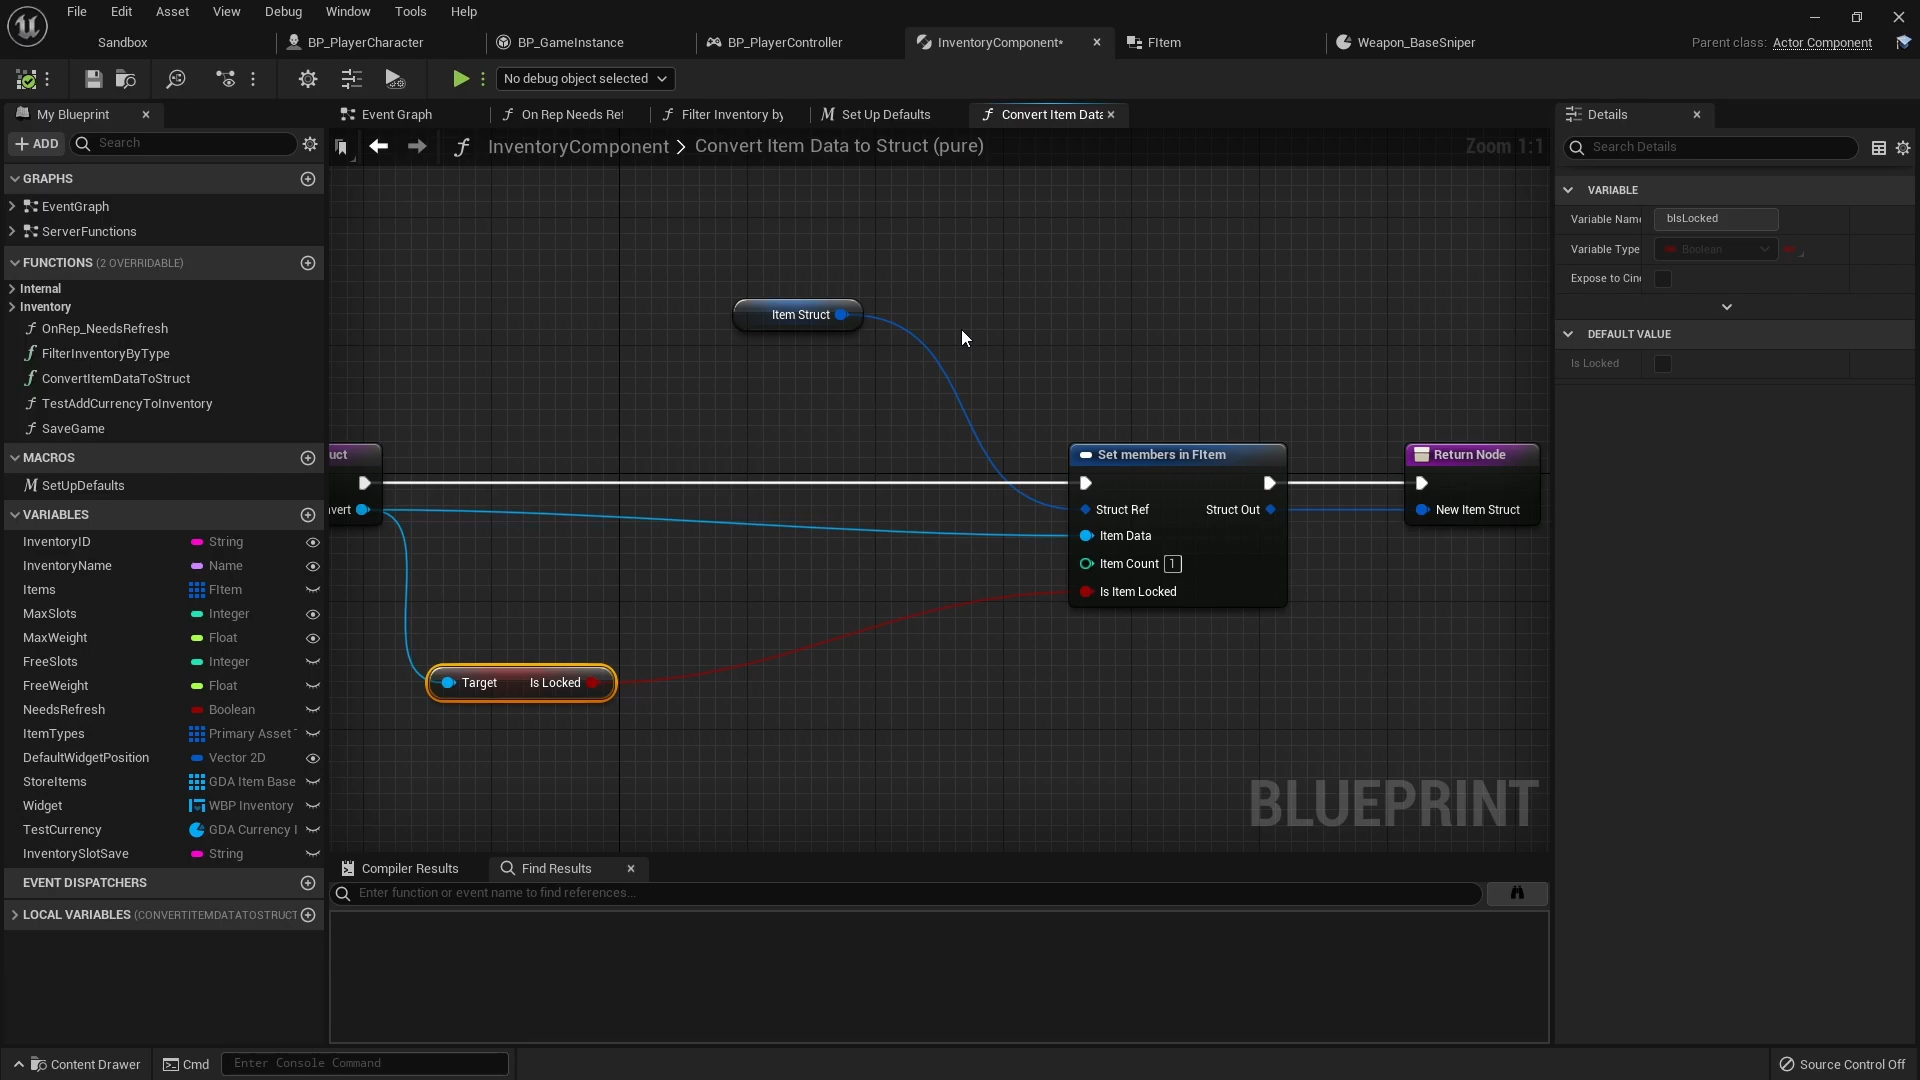 File Edit Asset View Debug Window Tools Help
Sandbox BP_PlayerCharacter BP_GameInstance BP_PlayerController InventoryComponent* FItem Weapon_BaseSniper Parent class: Actor Component
No debug object selected
My Blueprint
ADD Search
GRAPHS
EventGraph
ServerFunctions
FUNCTIONS (2 OVERRIDABLE)
Internal
Inventory
OnRep_NeedsRefresh
FilterInventoryByType
ConvertItemDataToStruct
TestAddCurrencyToInventory
SaveGame
MACROS
SetUpDefaults
VARIABLES
InventoryID String
InventoryName Name
Items FItem
MaxSlots Integer
MaxWeight Float
FreeSlots Integer
FreeWeight Float
NeedsRefresh Boolean
ItemTypes Primary Asset
DefaultWidgetPosition Vector 2D
StoreItems GDA Item Base
Widget WBP Inventory
TestCurrency GDA Currency I
InventorySlotSave String
EVENT DISPATCHERS
LOCAL VARIABLES (CONVERTITEMDATATOSTRUCT
Event Graph On Rep Needs Ref Filter Inventory by Set Up Defaults Convert Item Data
InventoryComponent > Convert Item Data to Struct (pure) Zoom 1:1
Item Struct
uct
nvert
Set members in FItem
Struct Ref Struct Out
Item Data
Item Count 1
Is Item Locked
Return Node
New Item Struct
Target Is Locked
BLUEPRINT
Compiler Results Find Results
Enter function or event name to find references...
Details
Search Details
VARIABLE
Variable Name bIsLocked
Variable Type Boolean
Expose to Cin
DEFAULT VALUE
Is Locked
Content Drawer Cmd Enter Console Command Source Control Off